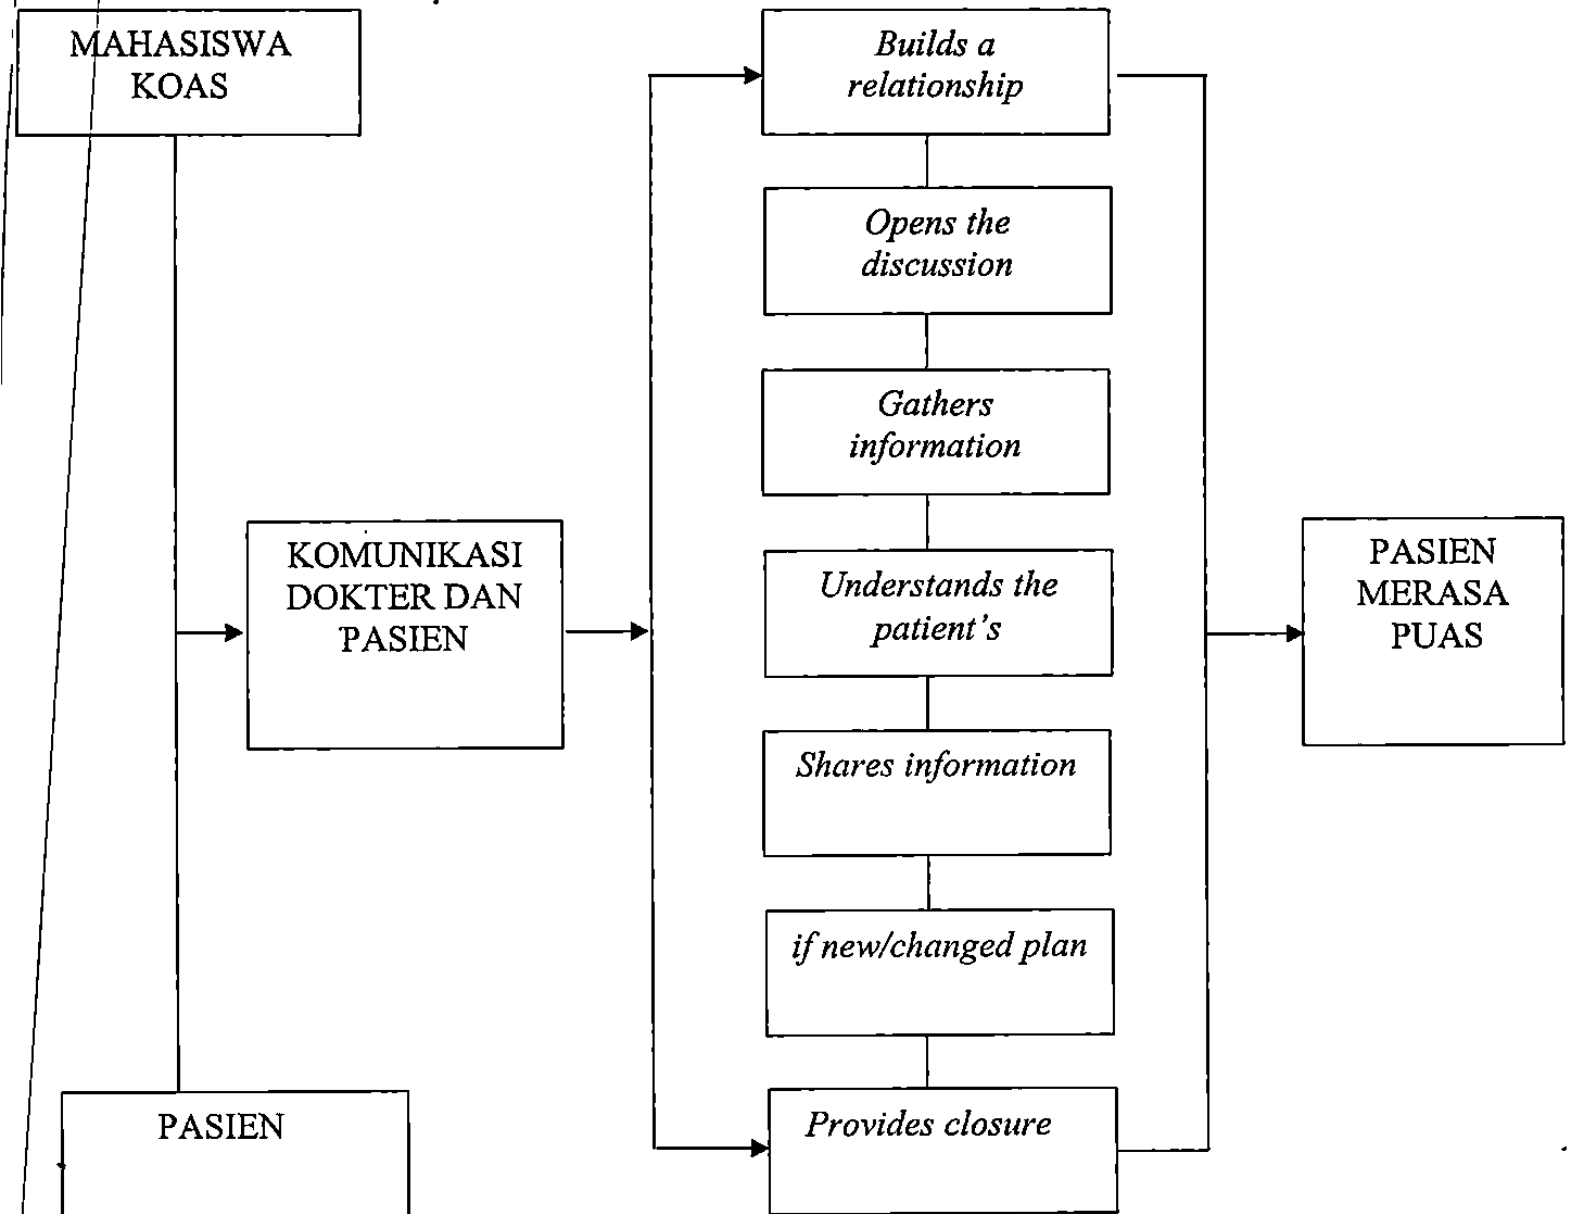 MAHASISWA
KOAS
PASIEN
KOMUNIKASI
DOKTER DAN
PASIEN
Builds a
relationship
Opens the
discussion
Gathers
information
Understands the
patient's
Shares information
if new/changed plan
Provides closure
PASIEN
MERASA
PUAS